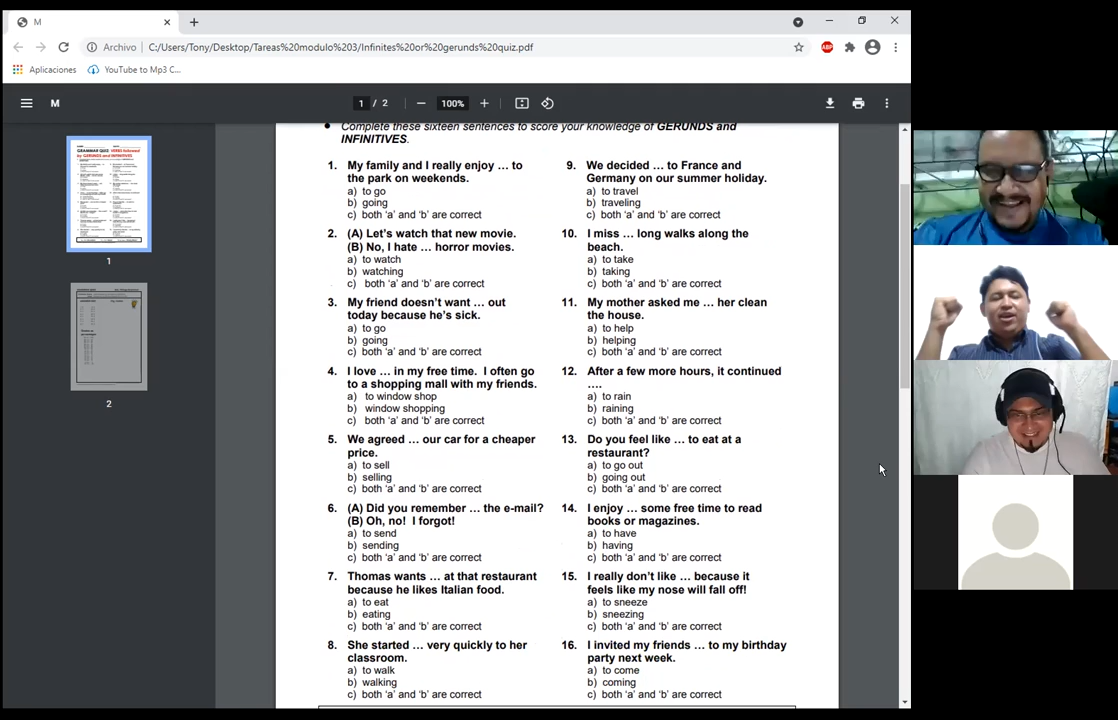 M
Archivo
C:/Users/Tony/Desktop/Tareas%20modulo%203/Infinites%20or%20gerunds%20quiz.pdf
ABP
Aplicaciones
YouTube to Mp3 C...
M
1 / 2
100%
1
2
Complete these sixteen sentences to score your knowledge of GERUNDS and
INFINITIVES.
1. My family and I really enjoy … to
the park on weekends.
a) to go
b) going
c) both ‘a’ and ‘b’ are correct
2. (A) Let’s watch that new movie.
(B) No, I hate … horror movies.
a) to watch
b) watching
c) both ‘a’ and ‘b’ are correct
3. My friend doesn’t want … out
today because he’s sick.
a) to go
b) going
c) both ‘a’ and ‘b’ are correct
4. I love … in my free time. I often go
to a shopping mall with my friends.
a) to window shop
b) window shopping
c) both ‘a’ and ‘b’ are correct
5. We agreed … our car for a cheaper
price.
a) to sell
b) selling
c) both ‘a’ and ‘b’ are correct
6. (A) Did you remember … the e-mail?
(B) Oh, no! I forgot!
a) to send
b) sending
c) both ‘a’ and ‘b’ are correct
7. Thomas wants … at that restaurant
because he likes Italian food.
a) to eat
b) eating
c) both ‘a’ and ‘b’ are correct
8. She started … very quickly to her
classroom.
a) to walk
b) walking
c) both ‘a’ and ‘b’ are correct
9. We decided … to France and
Germany on our summer holiday.
a) to travel
b) traveling
c) both ‘a’ and ‘b’ are correct
10. I miss … long walks along the
beach.
a) to take
b) taking
c) both ‘a’ and ‘b’ are correct
11. My mother asked me … her clean
the house.
a) to help
b) helping
c) both ‘a’ and ‘b’ are correct
12. After a few more hours, it continued
….
a) to rain
b) raining
c) both ‘a’ and ‘b’ are correct
13. Do you feel like … to eat at a
restaurant?
a) to go out
b) going out
c) both ‘a’ and ‘b’ are correct
14. I enjoy … some free time to read
books or magazines.
a) to have
b) having
c) both ‘a’ and ‘b’ are correct
15. I really don’t like … because it
feels like my nose will fall off!
a) to sneeze
b) sneezing
c) both ‘a’ and ‘b’ are correct
16. I invited my friends … to my birthday
party next week.
a) to come
b) coming
c) both ‘a’ and ‘b’ are correct